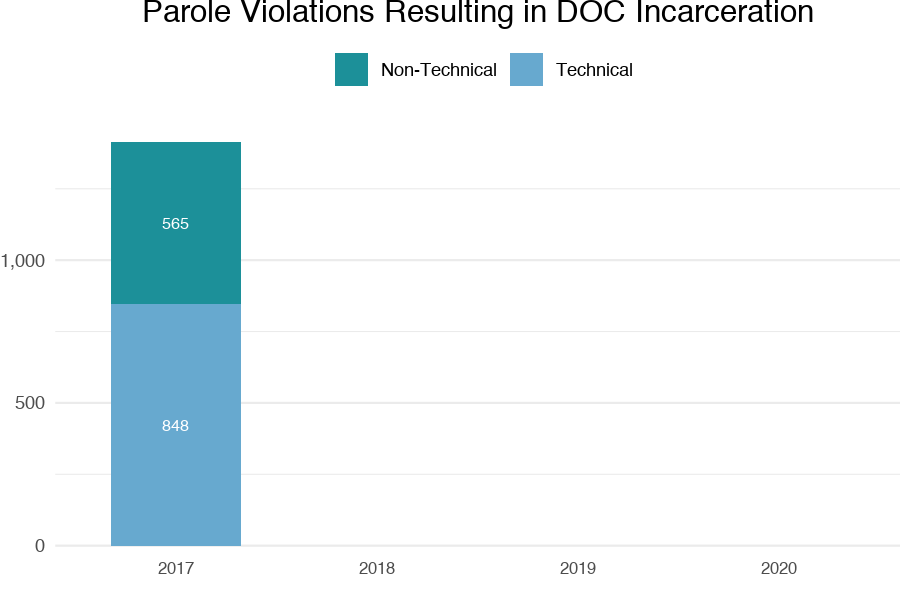 Parole Violations Resulting in DOC Incarceration
Non-Technical Technical
565
1,000
500
848
0
2017 2018 2019 2020